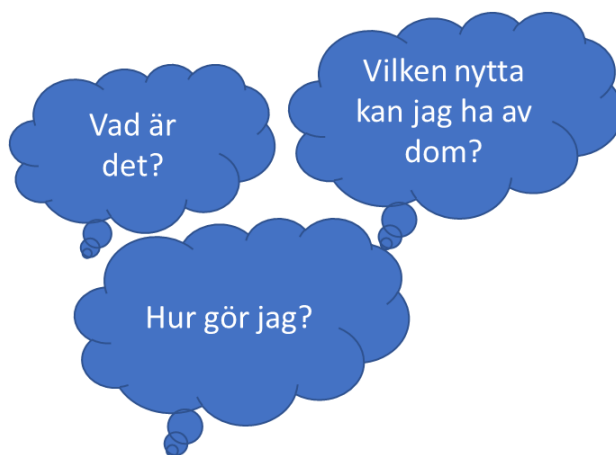 Vad är
det?
Vilken nytta
kan jag ha av
dom?
Hur gör jag?